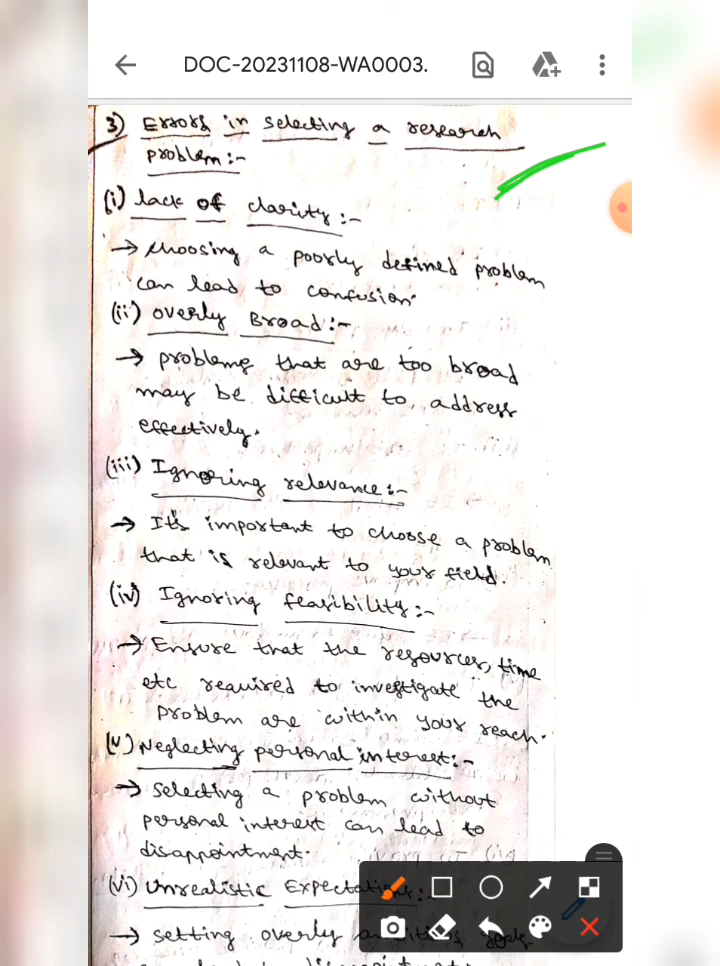 DOC-20231108-WA0003.
3) Errors in selecting a research
problem:-
(i) lack of clarity:-
→ choosing a poorly defined problem
can lead to confusion.
(ii) overly Broad:-
→ problems that are too broad
may be difficult to address
effectively.
(iii) Ignoring relevance:-
→ It's important to choose a problem
that is relevant to your field.
(iv) Ignoring feasibility:-
→ Ensure that the resources, time
etc required to investigate the
problem are within your reach.
(v) Neglecting personal interest:-
→ selecting a problem without
personal interest can lead to
disappointment.
(vi) Unrealistic Expectations:-
→ setting overly